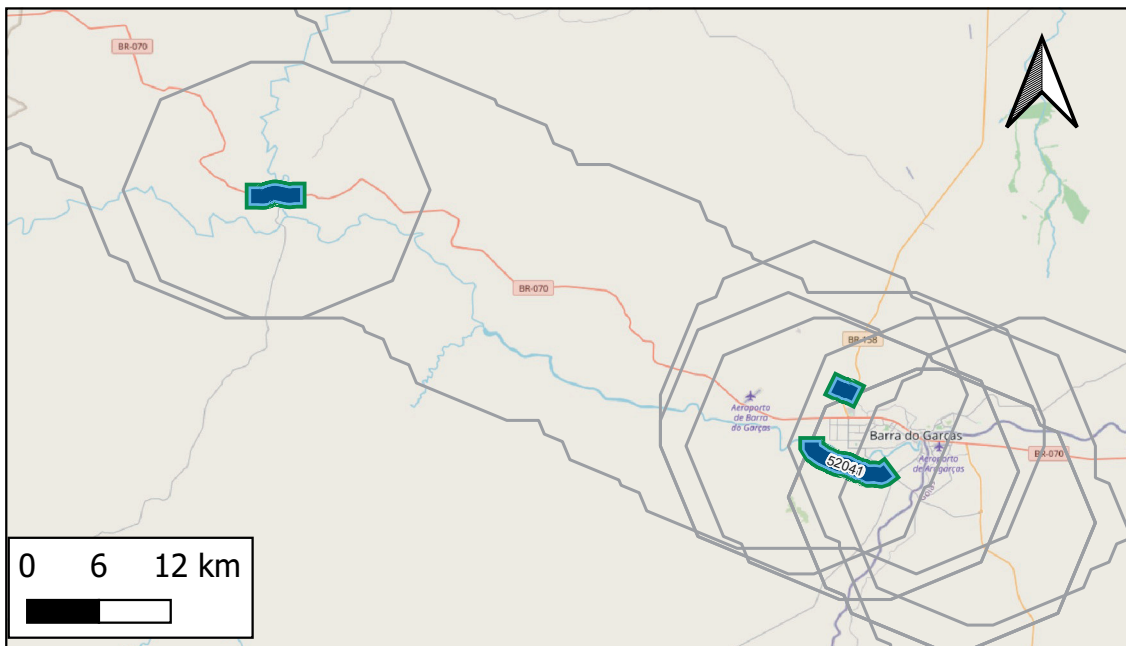 BR-070
BR-070
BR-158
Aeroporto
de Barra
do Garças
Barra do Garças
BR-070
Aeroporto
de Aragarças
52041
Goiás
0 6 12 km